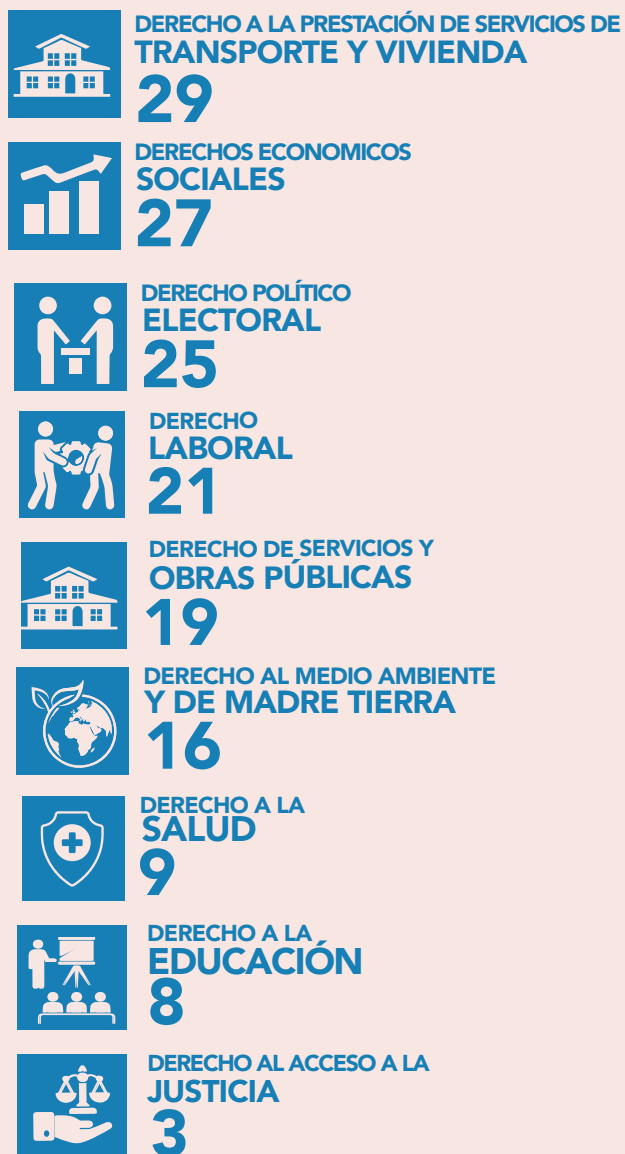 DERECHO A LA PRESTACIÓN DE SERVICIOS DE
TRANSPORTE Y VIVIENDA
29
DERECHOS ECONOMICOS
SOCIALES
27
DERECHO POLÍTICO
ELECTORAL
25
DERECHO
LABORAL
21
DERECHO DE SERVICIOS Y
OBRAS PÚBLICAS
19
DERECHO AL MEDIO AMBIENTE
Y DE MADRE TIERRA
16
DERECHO A LA
SALUD
9
DERECHO A LA
EDUCACIÓN
8
DERECHO AL ACCESO A LA
JUSTICIA
3